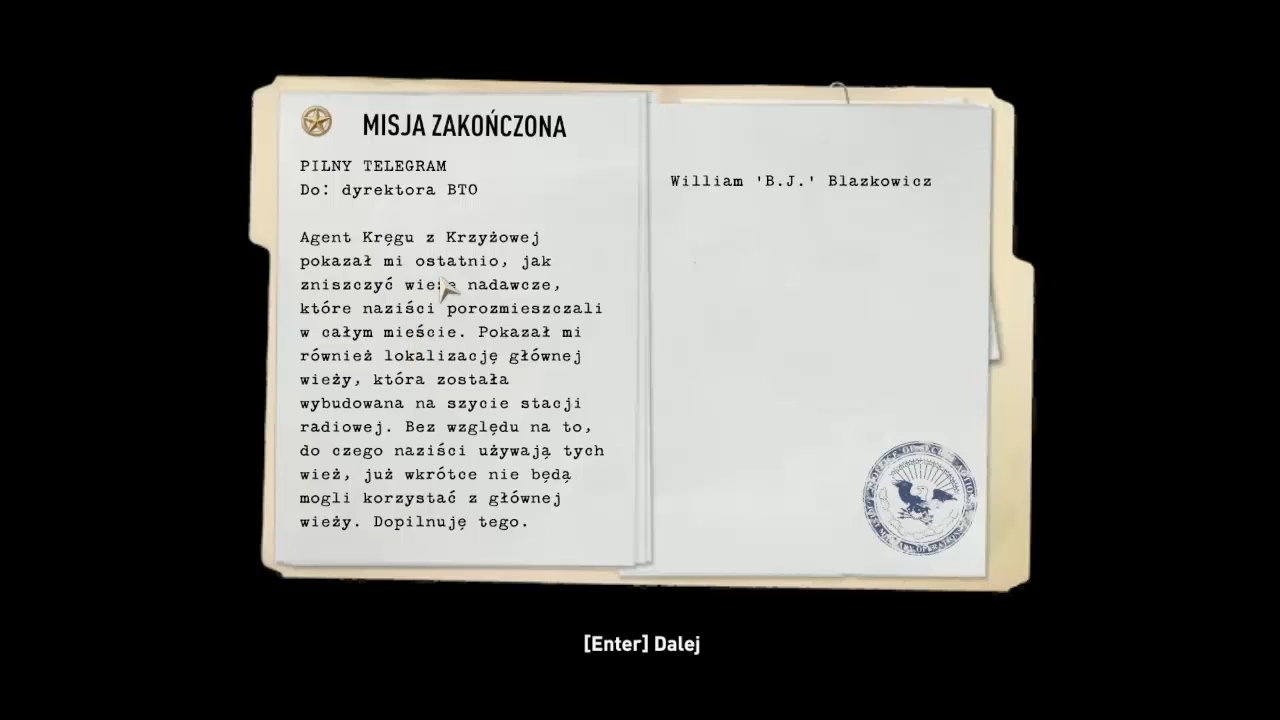 MISJA ZAKOŃCZONA
PILNY TELEGRAM
Do: dyrektora BTO
Agent Kręgu z Krzyżowej
pokazał mi ostatnio, jak
zniszczyć wieże nadawcze,
które naziści porozmieszczali
w całym mieście. Pokazał mi
również lokalizację głównej
wieży, która została
wybudowana na szycie stacji
radiowej. Bez względu na to,
do czego naziści używają tych
wież, już wkrótce nie będą
mogli korzystać z głównej
wieży. Dopilnuję tego.
William 'B.J.' Blazkowicz
[Enter] Dalej